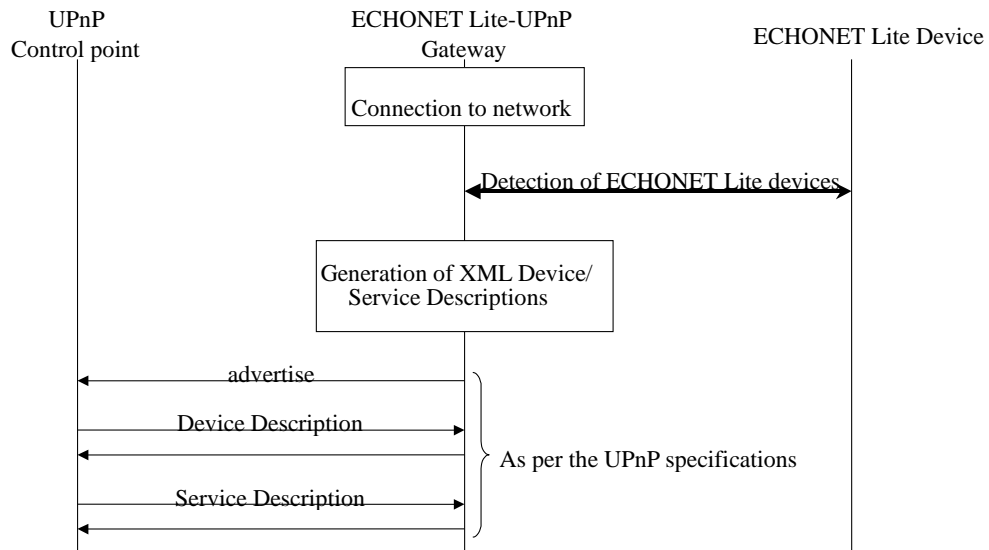 UPnP
Control point
ECHONET Lite-UPnP
Gateway
ECHONET Lite Device
Connection to network
Detection of ECHONET Lite devices
Generation of XML Device/
Service Descriptions
advertise
Device Description
As per the UPnP specifications
Service Description